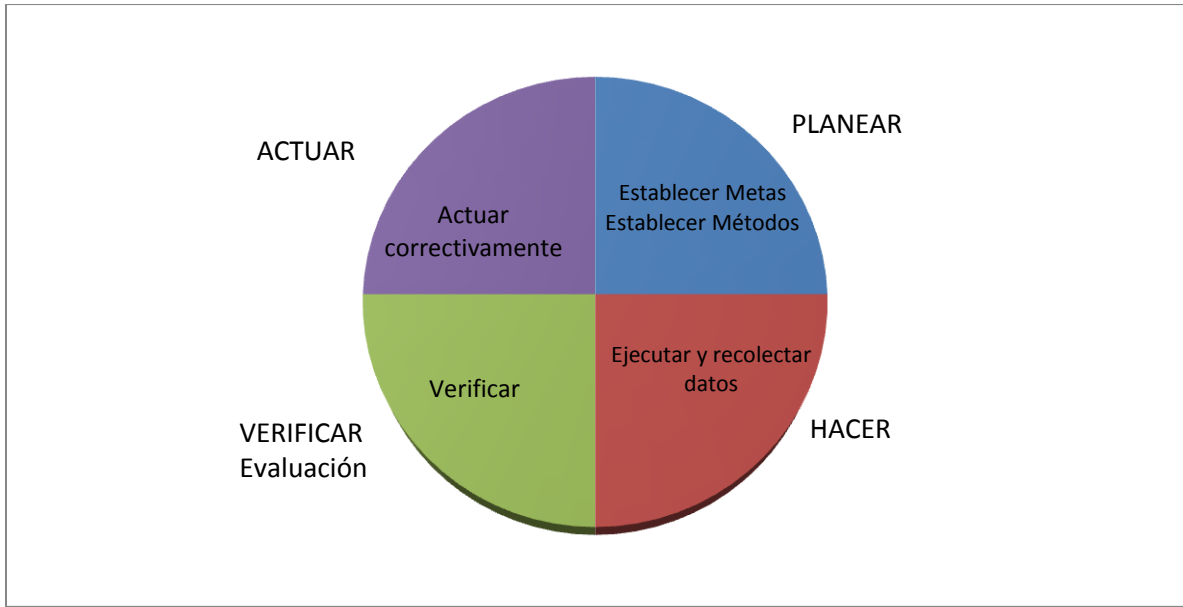 PLANEAR
Establecer Metas
Establecer Métodos
HACER
Ejecutar y recolectar
datos
VERIFICAR
Evaluación
Verificar
ACTUAR
Actuar
correctivamente